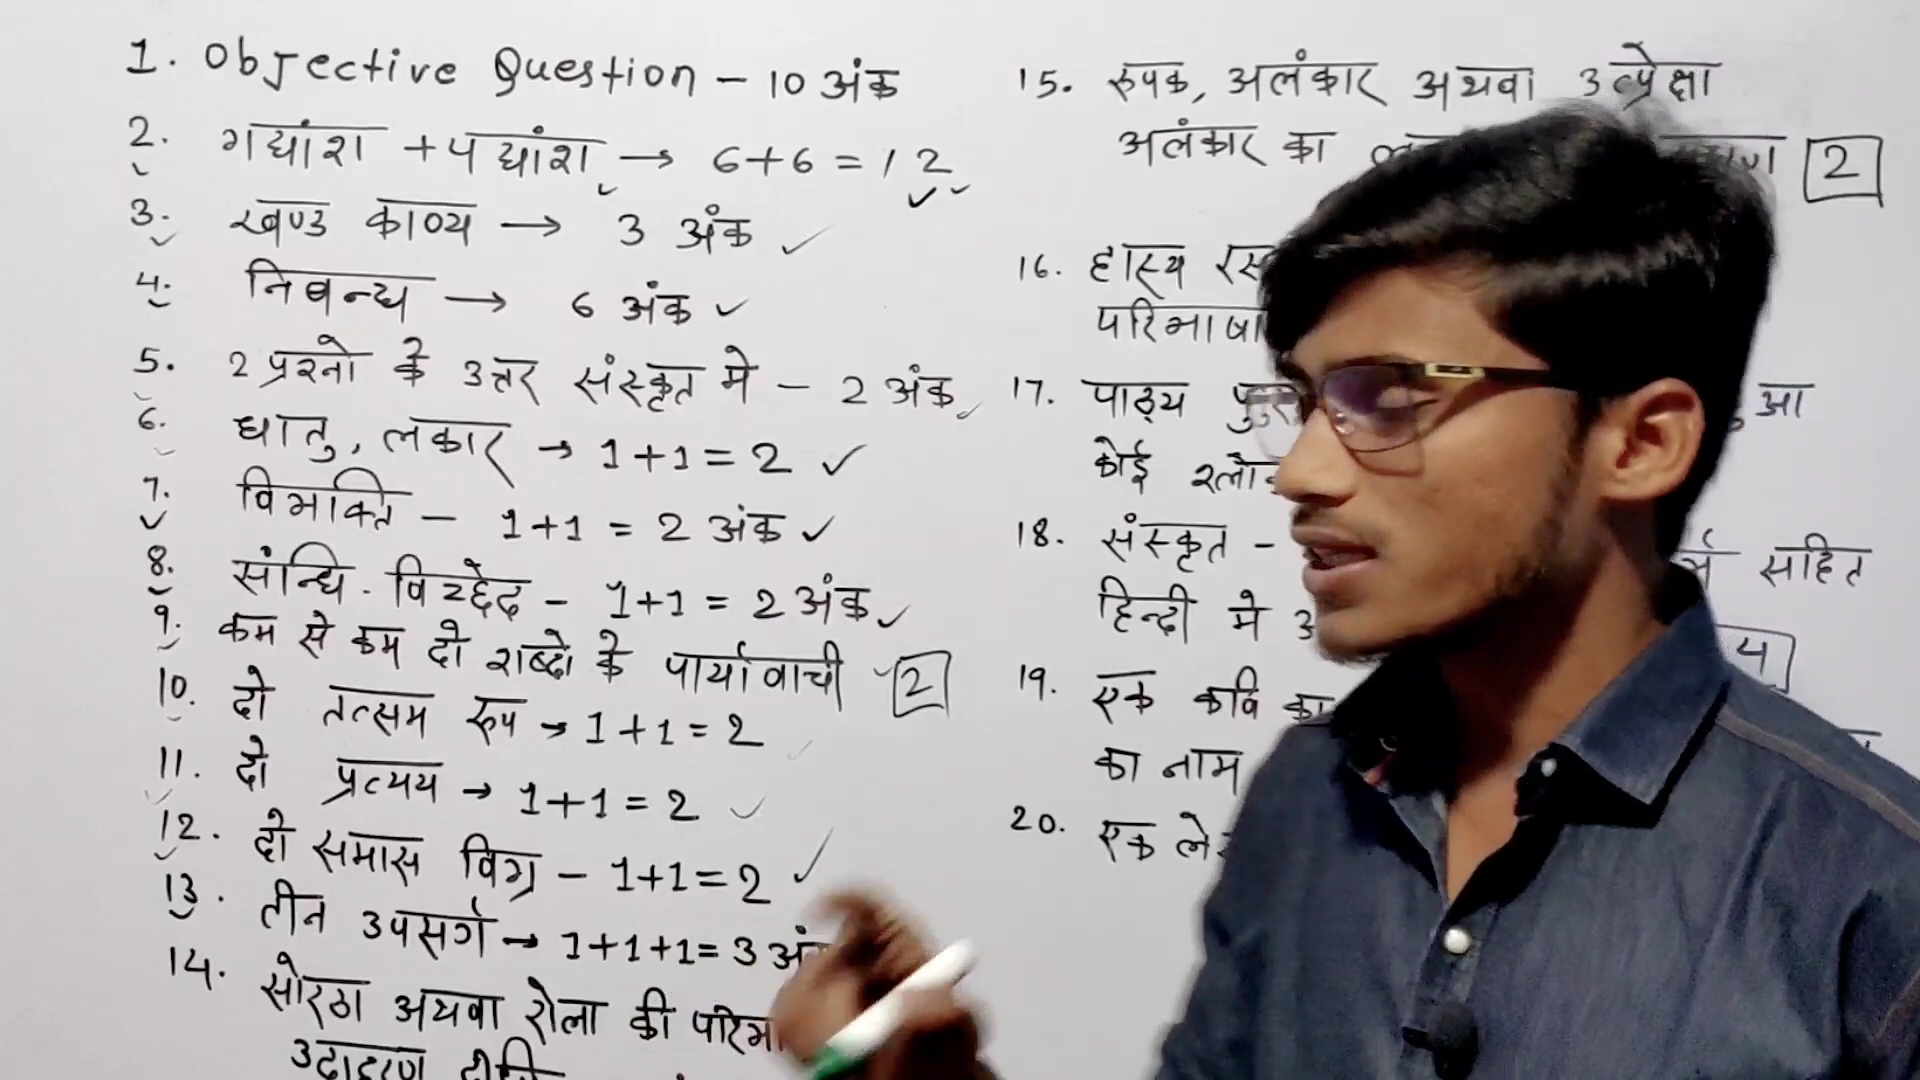 1. Objective Question - 10 अंक
2. गद्यांश + पद्यांश → 6+6 = 12
3. खण्ड काव्य → 3 अंक
4. निबन्ध → 6 अंक
5. 2 प्रश्नो के उत्तर संस्कृत मे - 2 अंक
6. धातु, लकार → 1+1 = 2
7. विभक्ति - 1+1 = 2 अंक
8. सन्धि - विच्छेद - 1+1 = 2 अंक
9. कम से कम दो शब्दो के पार्यावाची 2
10. दो तत्सम रूप → 1+1 = 2
11. दो प्रत्यय → 1+1 = 2
12. दो समास विग्र - 1+1 = 2
13. तीन उपसर्ग → 1+1+1 = 3
14. सोरठा अथवा रोला की
उदाहरण
15. रूपक, अलंकार अथवा उत्प्रेक्षा
अलंकार का 2
16. हास्य रस
परिभाषा
17. पाठ्य हुआ
कोई श्लोक
18. संस्कृत - सहित
हिन्दी मे 4
19. एक कवि का
का नाम
20. एक